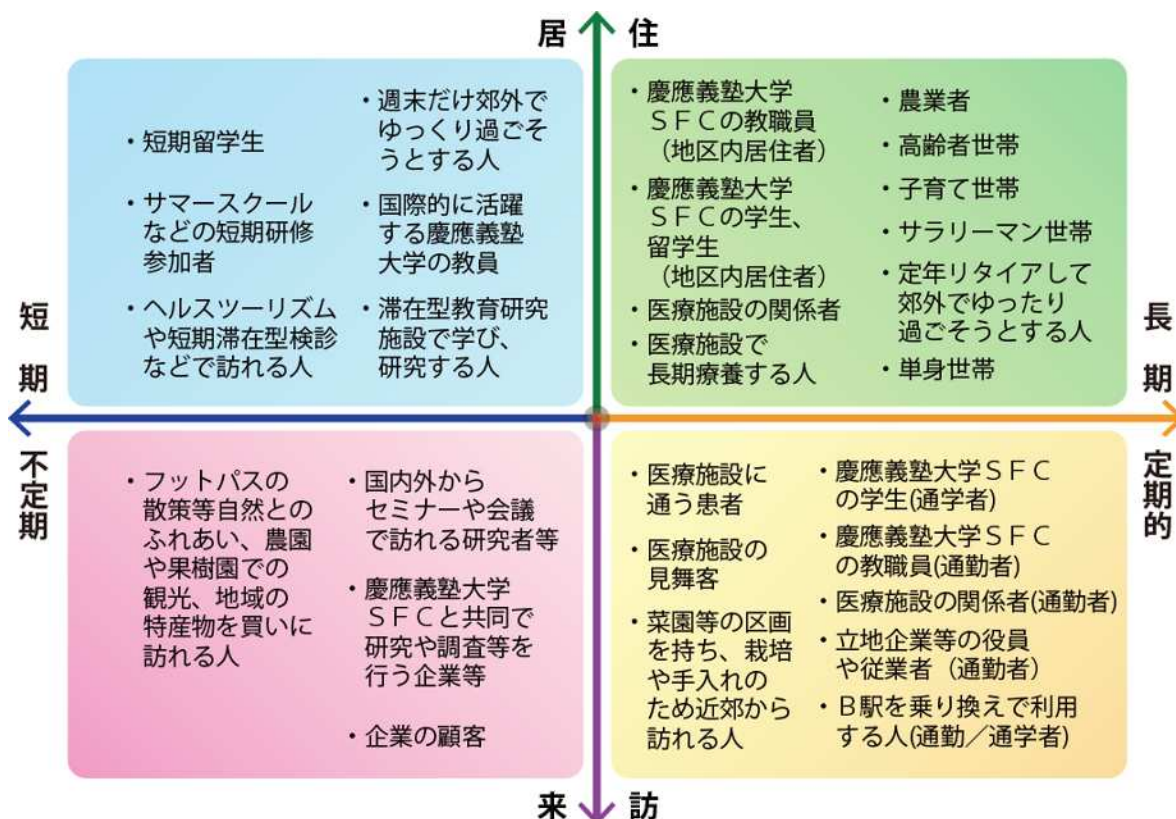 居住
・短期留学生
・サマースクール
などの短期研修
参加者
・ヘルスツーリズム
や短期滞在型検診
などで訪れる人
・週末だけ郊外で
ゆっくり過ごそ
うとする人
・国際的に活躍
する慶應義塾
大学の教員
・滞在型教育研究
施設で学び、
研究する人
・慶應義塾大学
ＳＦＣの教職員
（地区内居住者）
・慶應義塾大学
ＳＦＣの学生、
留学生
（地区内居住者）
・医療施設の関係者
・医療施設で
長期療養する人
・農業者
・高齢者世帯
・子育て世帯
・サラリーマン世帯
・定年リタイアして
郊外でゆったり
過ごそうとする人
・単身世帯
短期
不定期
長期
定期的
・フットパスの
散策等自然との
ふれあい、農園
や果樹園での
観光、地域の
特産物を買いに
訪れる人
・国内外から
セミナーや会議
で訪れる研究者等
・慶應義塾大学
ＳＦＣと共同で
研究や調査等を
行う企業等
・企業の顧客
・医療施設に
通う患者
・医療施設の
見舞客
・菜園等の区画
を持ち、栽培
や手入れの
ため近郊から
訪れる人
・慶應義塾大学ＳＦＣ
の学生(通学者)
・慶應義塾大学ＳＦＣ
の教職員(通勤者)
・医療施設の関係者(通勤者)
・立地企業等の役員
や従業者（通勤者）
・Ｂ駅を乗り換えで利用
する人(通勤／通学者)
来訪